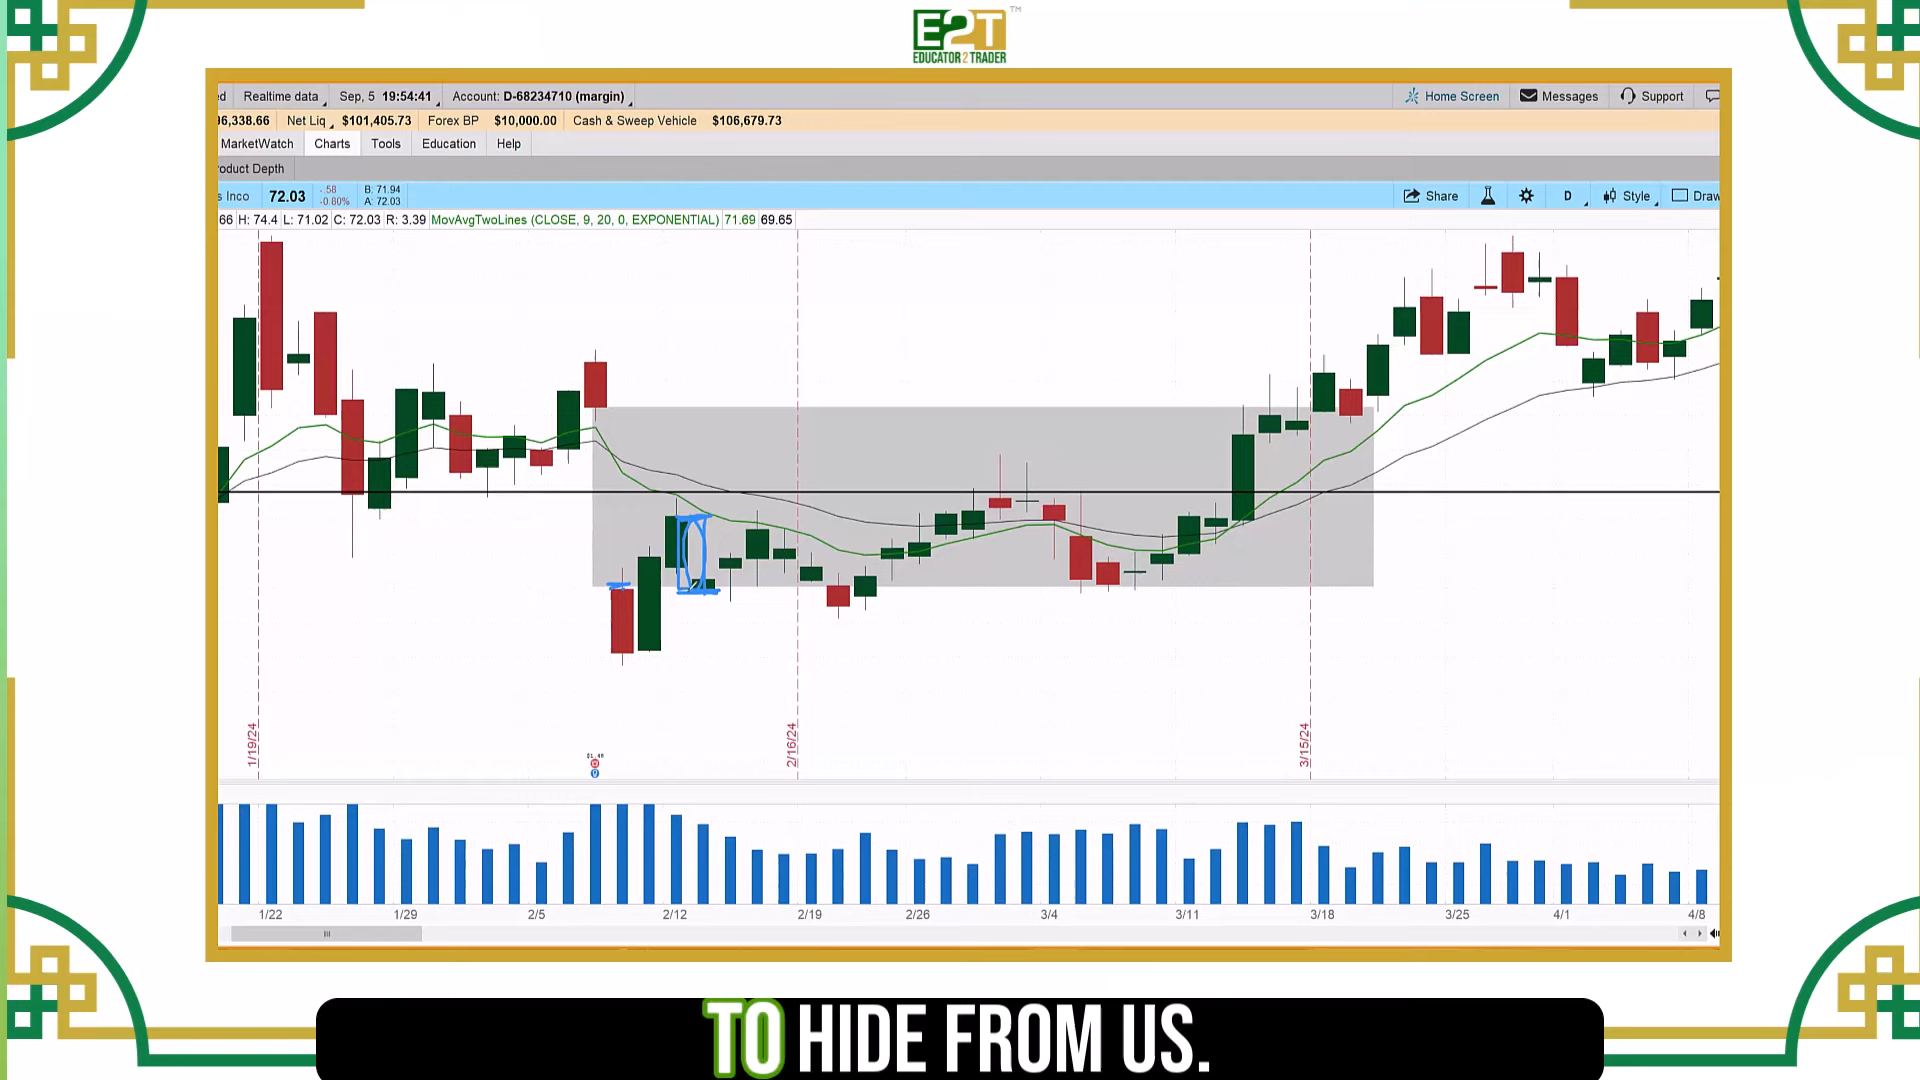 E2T
TM
EDUCATOR2TRADER
d Realtime data Sep, 5 19:54:41 Account: D-68234710 (margin) Home Screen Messages Support
6,338.66 Net Liq $101,405.73 Forex BP $10,000.00 Cash & Sweep Vehicle $106,679.73
MarketWatch Charts Tools Education Help
roduct Depth
s Inco 72.03 -.58 -0.80% B: 71.94 A: 72.03 Share D Style Draw
66 H: 74.4 L: 71.02 C: 72.03 R: 3.39 MovAvgTwoLines (CLOSE, 9, 20, 0, EXPONENTIAL) 71.69 69.65
1/19/24 2/16/24 3/15/24
1/22 1/29 2/5 2/12 2/19 2/26 3/4 3/11 3/18 3/25 4/1 4/8
TO HIDE FROM US.